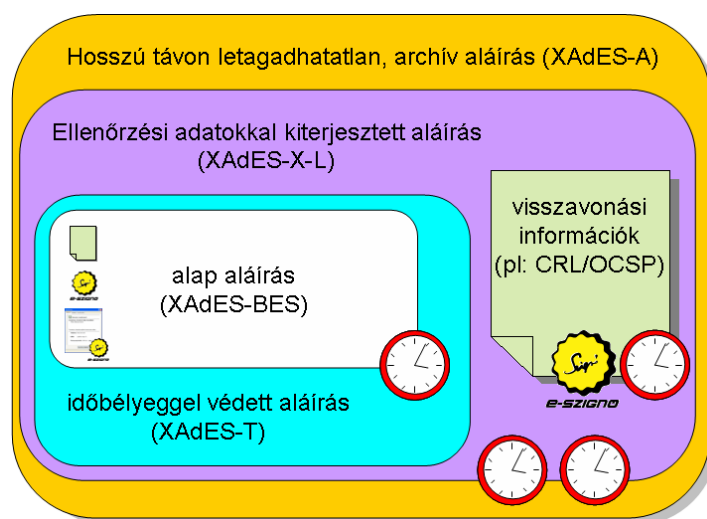 Hosszú távon letagadhatatlan, archív aláírás (XAdES-A)
Ellenőrzési adatokkal kiterjesztett aláírás
(XAdES-X-L)
visszavonási
információk
(pl: CRL/OCSP)
alap aláírás
(XAdES-BES)
e-SZIGNO
időbélyeggel védett aláírás
(XAdES-T)